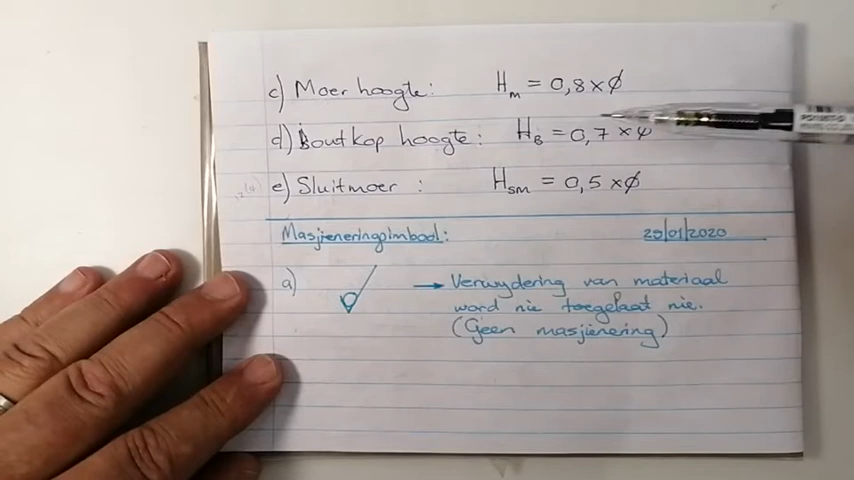 c) Moer hoogte: Hm = 0,8 x ϕ
d) Boutkop hoogte: HB = 0,7 x ϕ
e) Sluitmoer : HSM = 0,5 x ϕ
Masjieneringsimbool: 29/01/2020
a) → Verwydering van materiaal
word nie toegelaat nie.
(Geen masjienering)